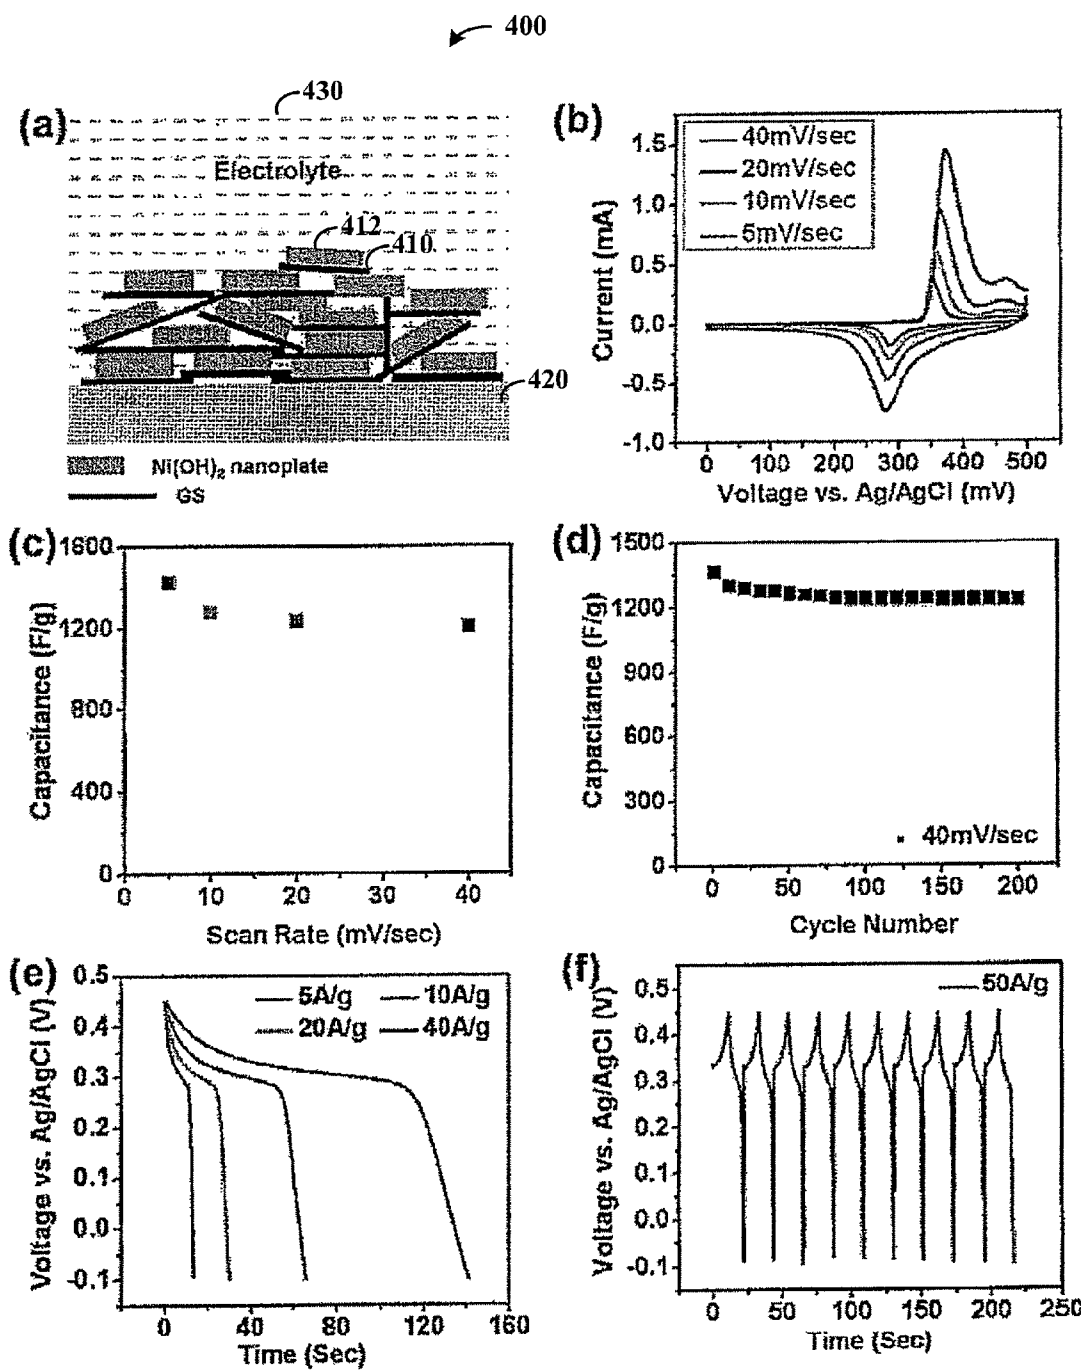 400
(a)
430
Electrolyte
412
410
420
Ni(OH)₂ nanoplate
GS
(b)
40mV/sec
20mV/sec
10mV/sec
5mV/sec
1.5
1.0
0.5
0.0
-0.5
-1.0
Current (mA)
0 100 200 300 400 500
Voltage vs. Ag/AgCl (mV)
(c)
1600
1200
800
400
0
Capacitance (F/g)
0 10 20 30 40
Scan Rate (mV/sec)
(d)
1500
1200
900
600
300
0
Capacitance (F/g)
40mV/sec
0 50 100 150 200
Cycle Number
(e)
5A/g 10A/g
20A/g 40A/g
0.5
0.4
0.3
0.2
0.1
0.0
-0.1
Voltage vs. Ag/AgCl (V)
0 40 80 120 160
Time (Sec)
(f)
50A/g
0.5
0.4
0.3
0.2
0.1
0.0
-0.1
Voltage vs. Ag/AgCl (V)
0 50 100 150 200 250
Time (Sec)